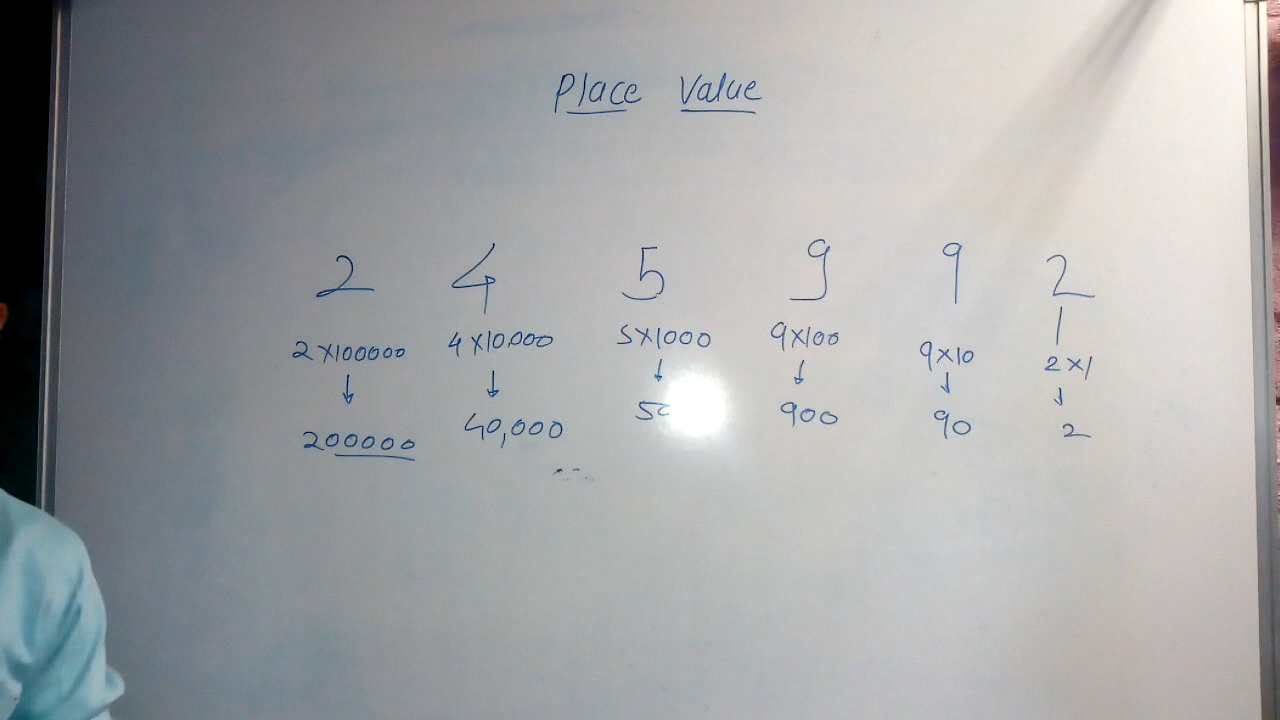 Place Value
2 4 5 9 9 2
2×100000 4×10,000 5×1000 9×100 9×10 2×1
↓ ↓ ↓ ↓ ↓ ↓
200000 40,000 900 90 2